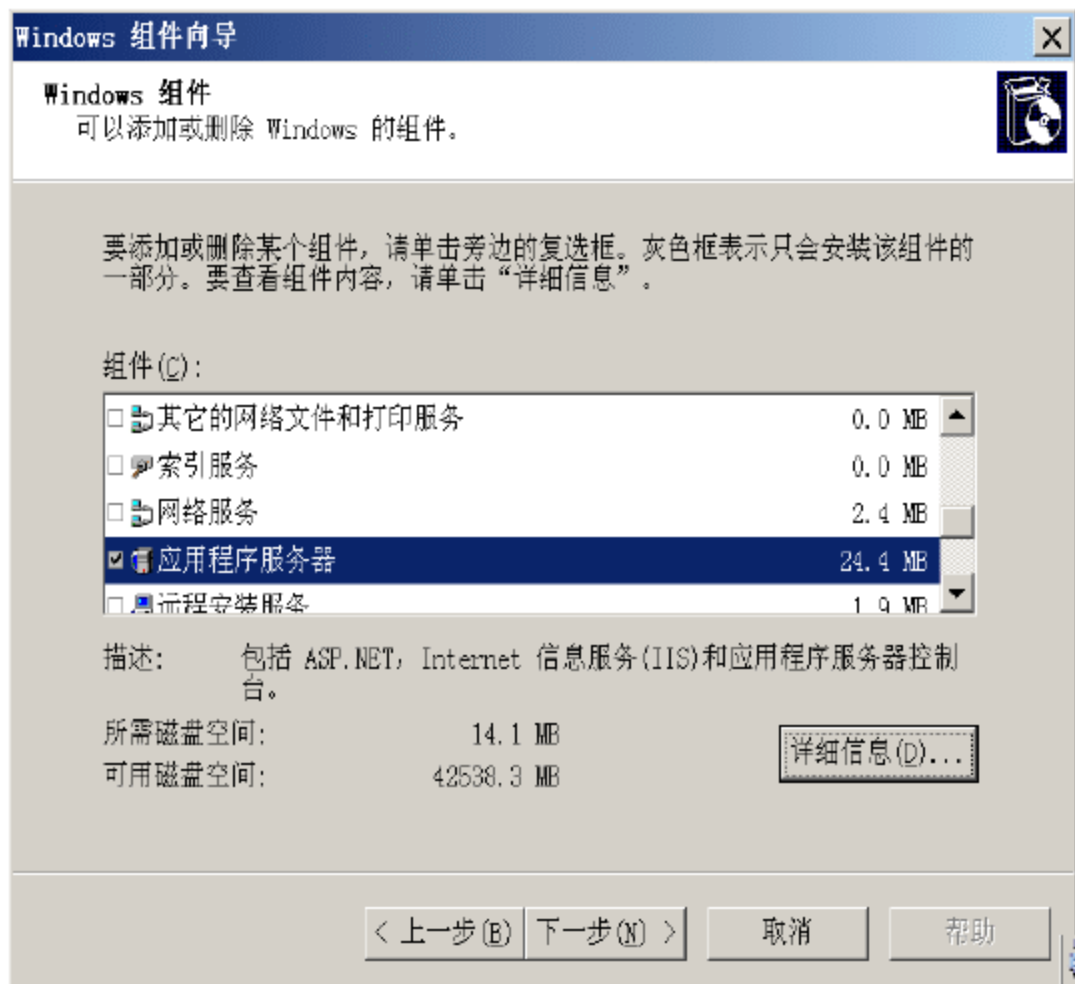 Windows 组件向导
Windows 组件
可以添加或删除 Windows 的组件。
要添加或删除某个组件，请单击旁边的复选框。灰色框表示只会安装该组件的
一部分。要查看组件内容，请单击“详细信息”。
组件(C):
其它的网络文件和打印服务 0.0 MB
索引服务 0.0 MB
网络服务 2.4 MB
应用程序服务器 24.4 MB
远程安装服务 1.9 MB
描述: 包括 ASP.NET，Internet 信息服务(IIS)和应用程序服务器控制
台。
所需磁盘空间: 14.1 MB
可用磁盘空间: 42538.3 MB
详细信息(D)...
< 上一步(B) 下一步(N) > 取消 帮助